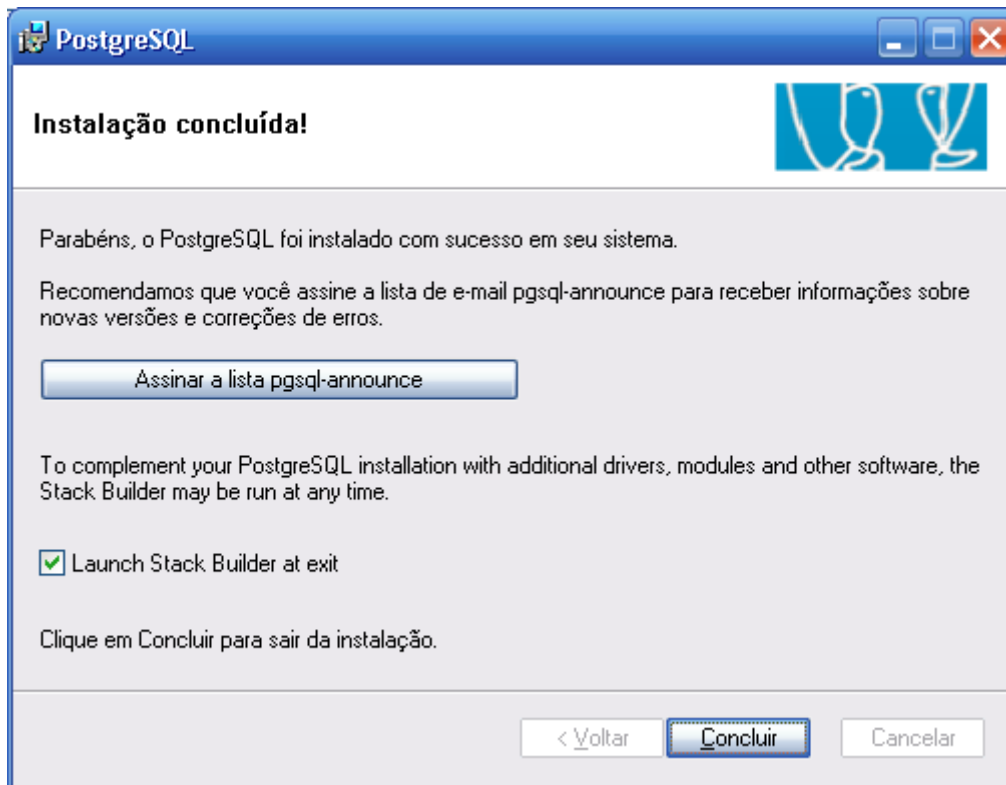 PostgreSQL
Instalação concluída!
Parabéns, o PostgreSQL foi instalado com sucesso em seu sistema.
Recomendamos que você assine a lista de e-mail pgsql-announce para receber informações sobre
novas versões e correções de erros.
Assinar a lista pgsql-announce
To complement your PostgreSQL installation with additional drivers, modules and other software, the
Stack Builder may be run at any time.
Launch Stack Builder at exit
Clique em Concluir para sair da instalação.
< Voltar Concluir Cancelar